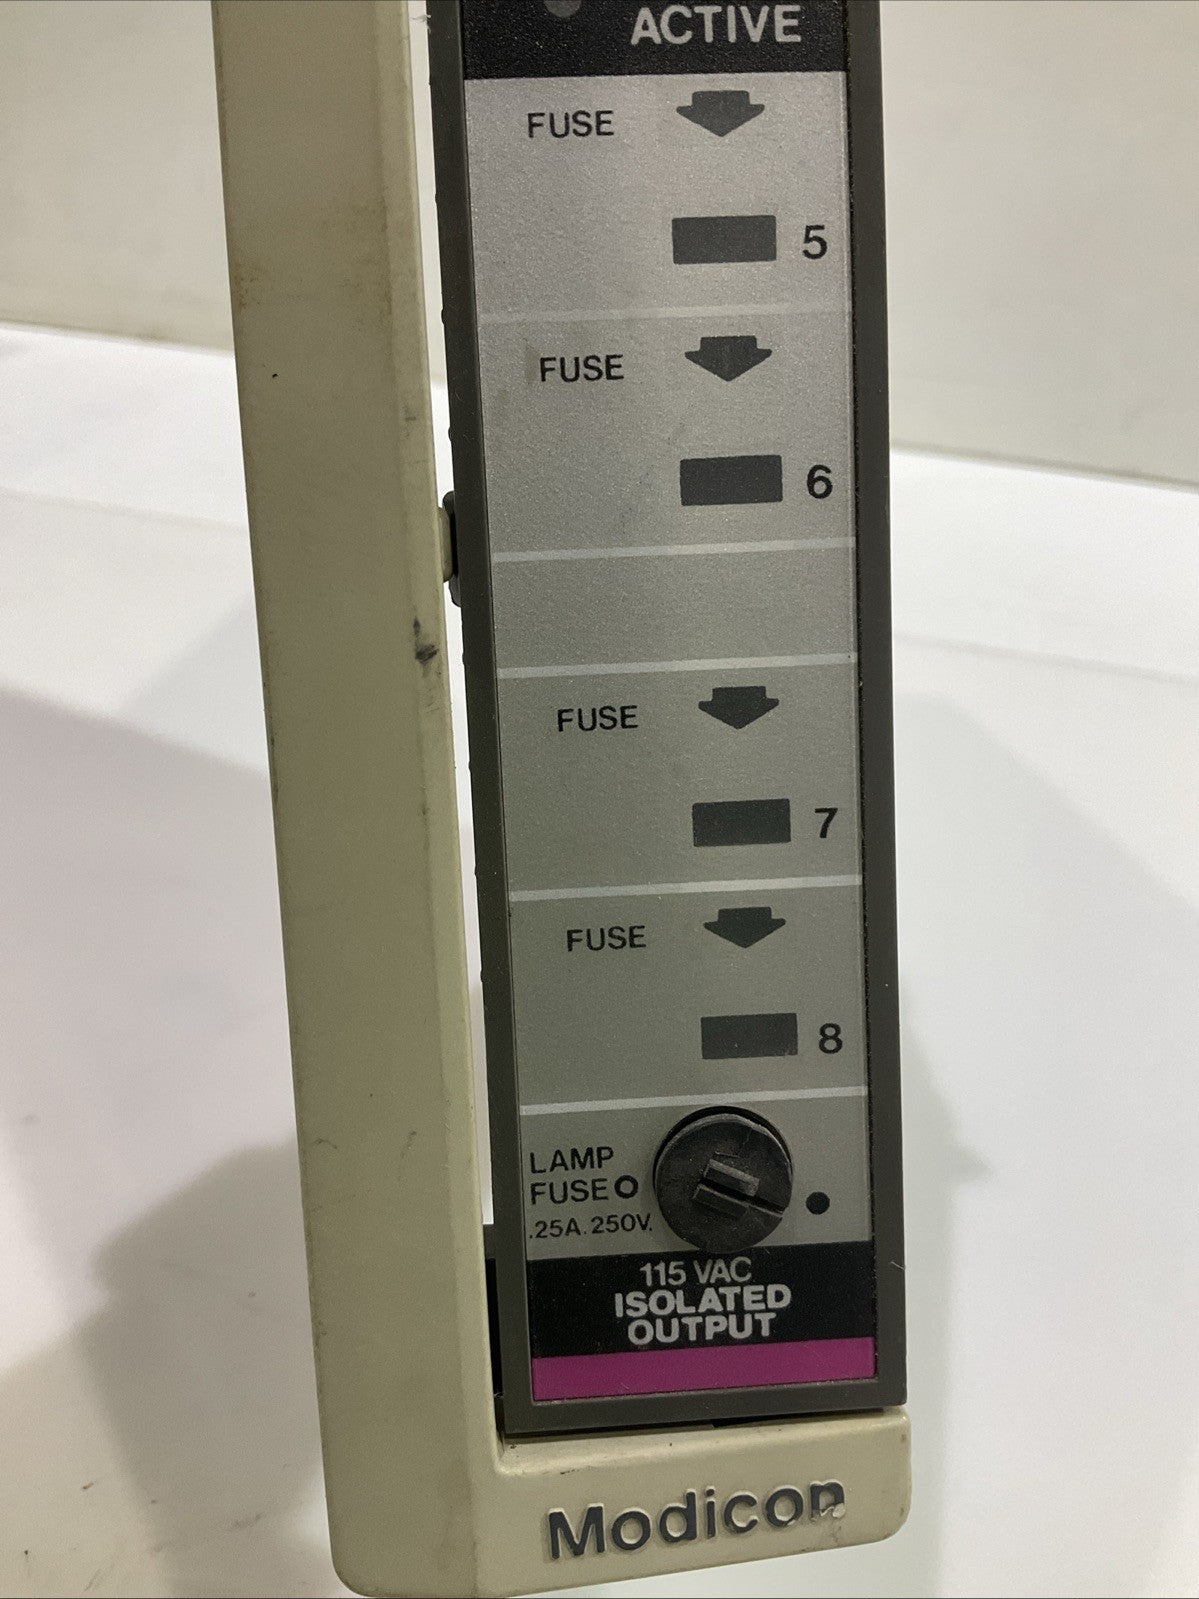 ACTIVE
FUSE
5
FUSE
6
FUSE
7
FUSE
8
LAMP
FUSE
.25A.250V.
115 VAC
ISOLATED
OUTPUT
Modicon